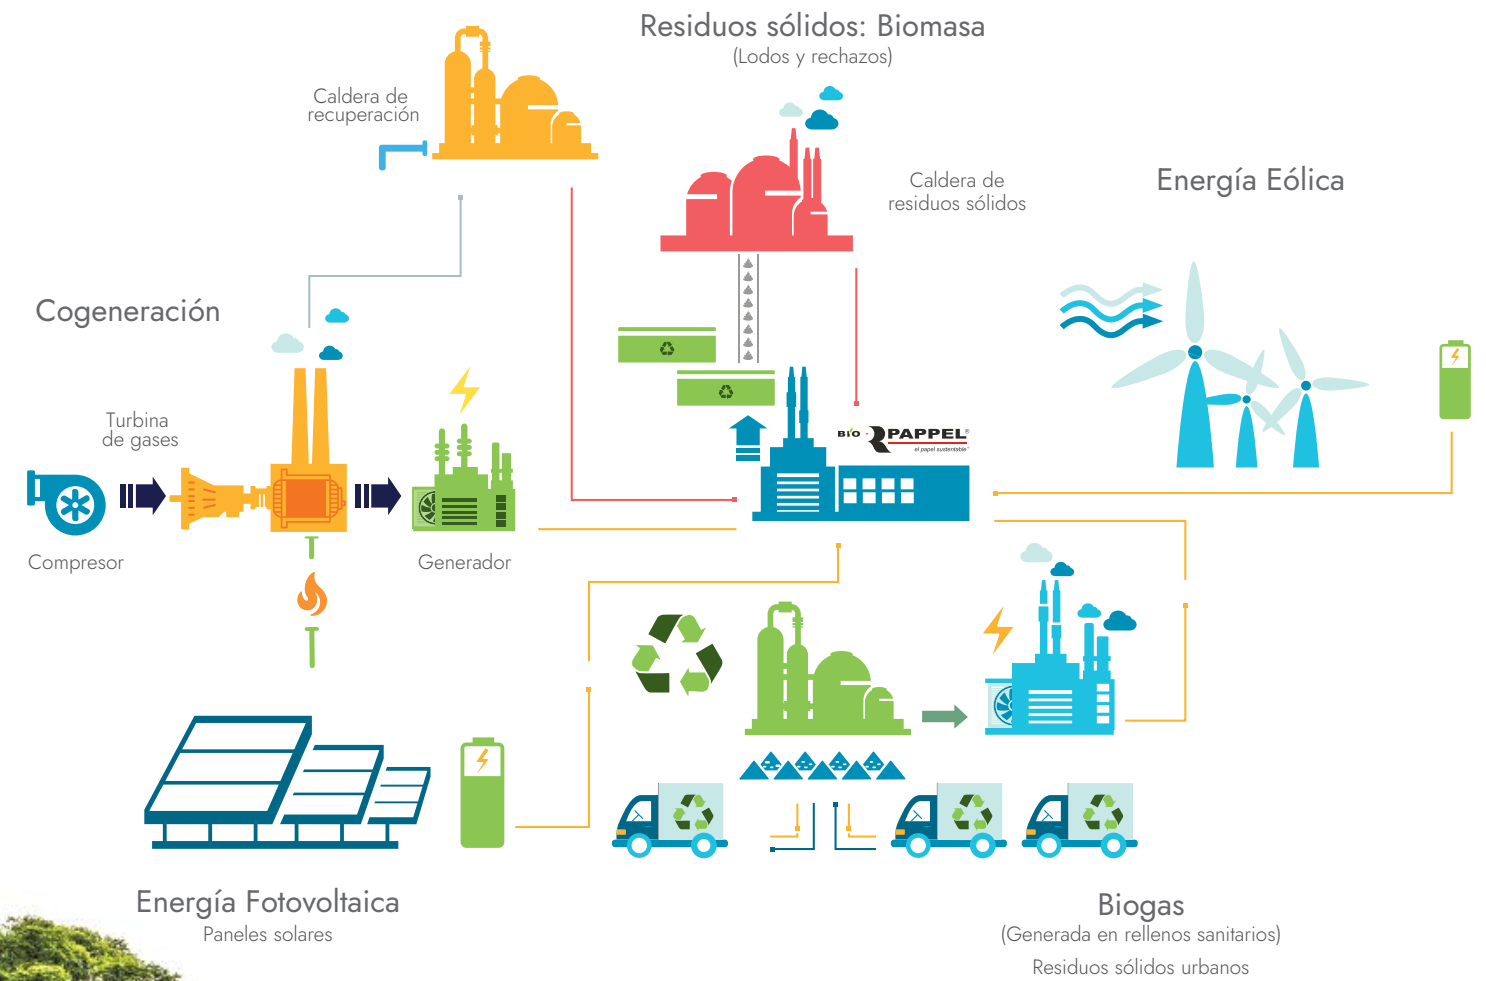 Residuos sólidos: Biomasa
(Lodos y rechazos)
Caldera de
recuperación
Caldera de
residuos sólidos
Energía Eólica
Cogeneración
Turbina
de gases
BIO PAPPEL®
el papel sustentable
Compresor
Generador
Energía Fotovoltaica
Paneles solares
Biogas
(Generada en rellenos sanitarios)
Residuos sólidos urbanos